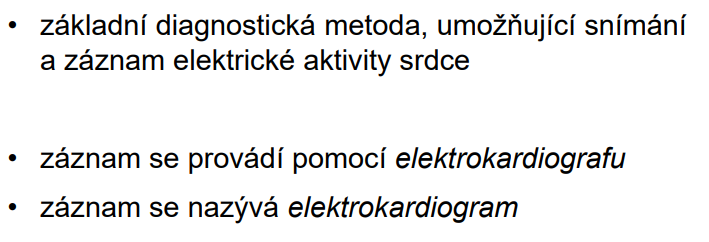 • základní diagnostická metoda, umožňující snímání
a záznam elektrické aktivity srdce
• záznam se provádí pomocí elektrokardiografu
• záznam se nazývá elektrokardiogram